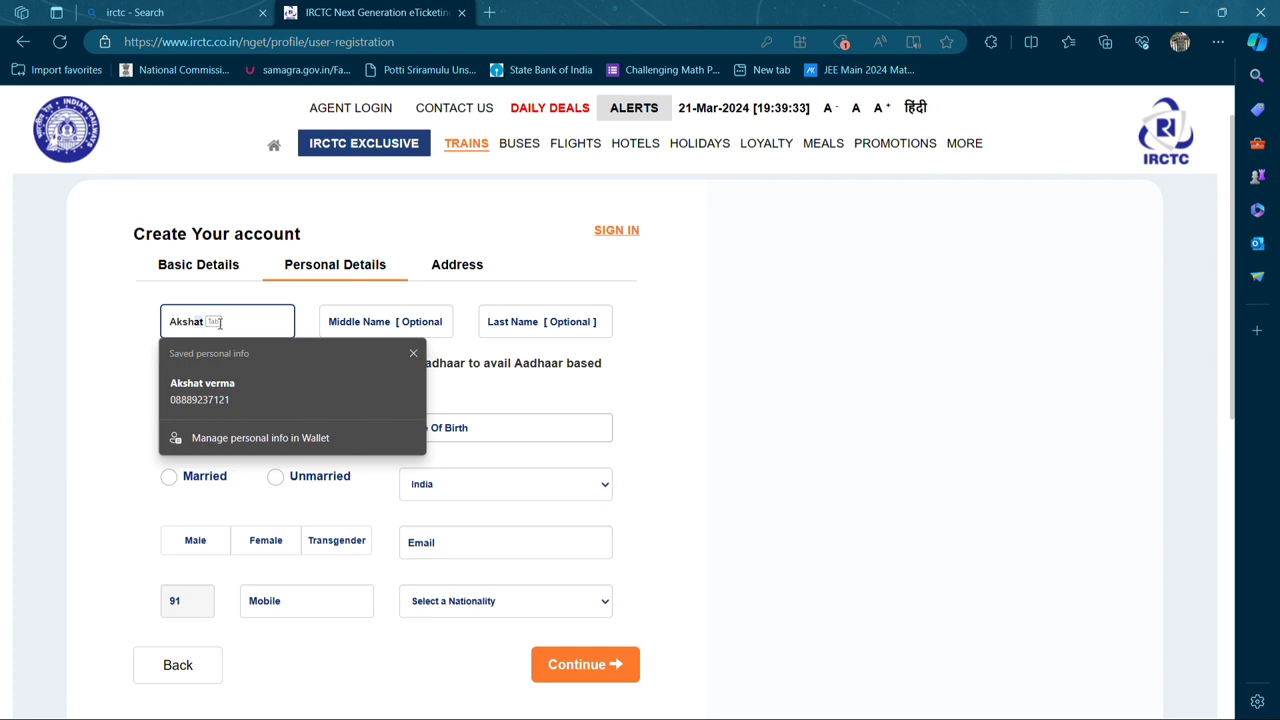 irctc - Search
IRCTC Next Generation eTicketin
https://www.irctc.co.in/nget/profile/user-registration
1
Import favorites
National Commissi...
samagra.gov.in/Fa...
Potti Sriramulu Uns...
State Bank of India
Challenging Math P...
New tab
JEE Main 2024 Mat...
AGENT LOGIN CONTACT US DAILY DEALS ALERTS 21-Mar-2024 [19:39:33] A- A A+ हिंदी
IRCTC EXCLUSIVE TRAINS BUSES FLIGHTS HOTELS HOLIDAYS LOYALTY MEALS PROMOTIONS MORE
IRCTC
Create Your account SIGN IN
Basic Details Personal Details Address
Akshat Tab Middle Name [ Optional Last Name [ Optional ]
Saved personal info
adhaar to avail Aadhaar based
Akshat verma
08889237121
Of Birth
Manage personal info in Wallet
Married Unmarried India
Male Female Transgender Email
91 Mobile Select a Nationality
Back Continue